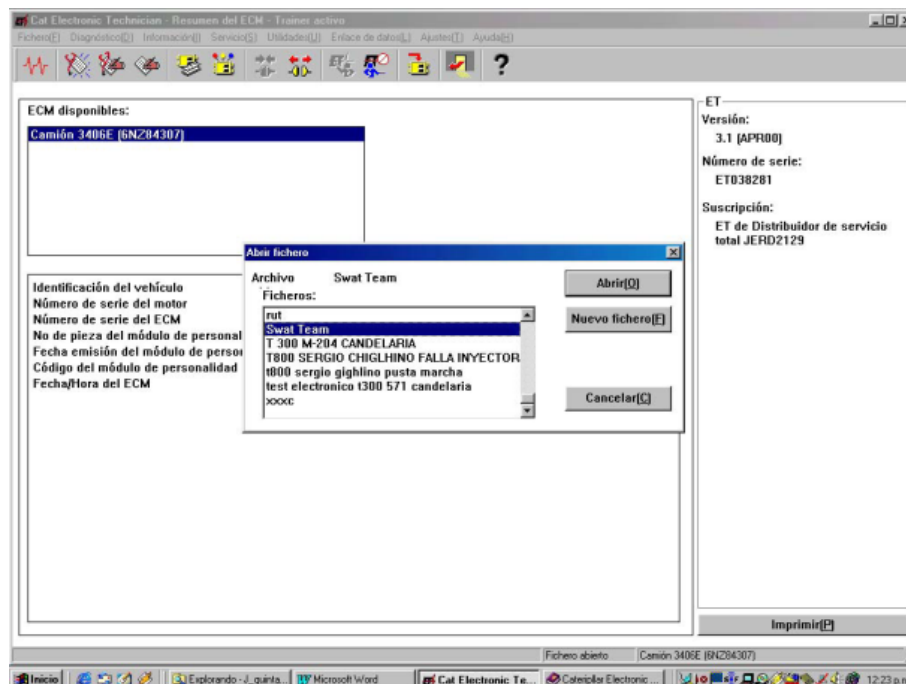 Cat Electronic Technician - Resumen del ECM - Trainer activo
Fichero(F) Diagnóstico(D) Información(I) Servicio(S) Utilidades(U) Enlace de datos(L) Ajustes(T) Ayuda(H)
ECM disponibles:
Camión 3406E (6NZ84307)
ET
Versión:
3.1 (APR00)
Número de serie:
ET038281
Suscripción:
ET de Distribuidor de servicio
total JERD2129
Abrir fichero
Archivo Swat Team
Ficheros:
rut
Swat Team
T 300 M-204 CANDELARIA
T800 SERGIO CHIGLHINO FALLA INYECTOR
t800 sergio gighlino pusta marcha
test electronico t300 571 candelaria
xxxc
Abrir(O)
Nuevo fichero(F)
Cancelar(C)
Identificación del vehículo
Número de serie del motor
Número de serie del ECM
No de pieza del módulo de personal
Fecha emisión del módulo de perso
Código del módulo de personalidad
Fecha/Hora del ECM
Imprimir(P)
Fichero abierto Camión 3406E (6NZ84307)
Inicio Explorando - J_quinta... Microsoft Word Cat Electronic Te... Caterpillar Electronic ... 12:23 p.m.